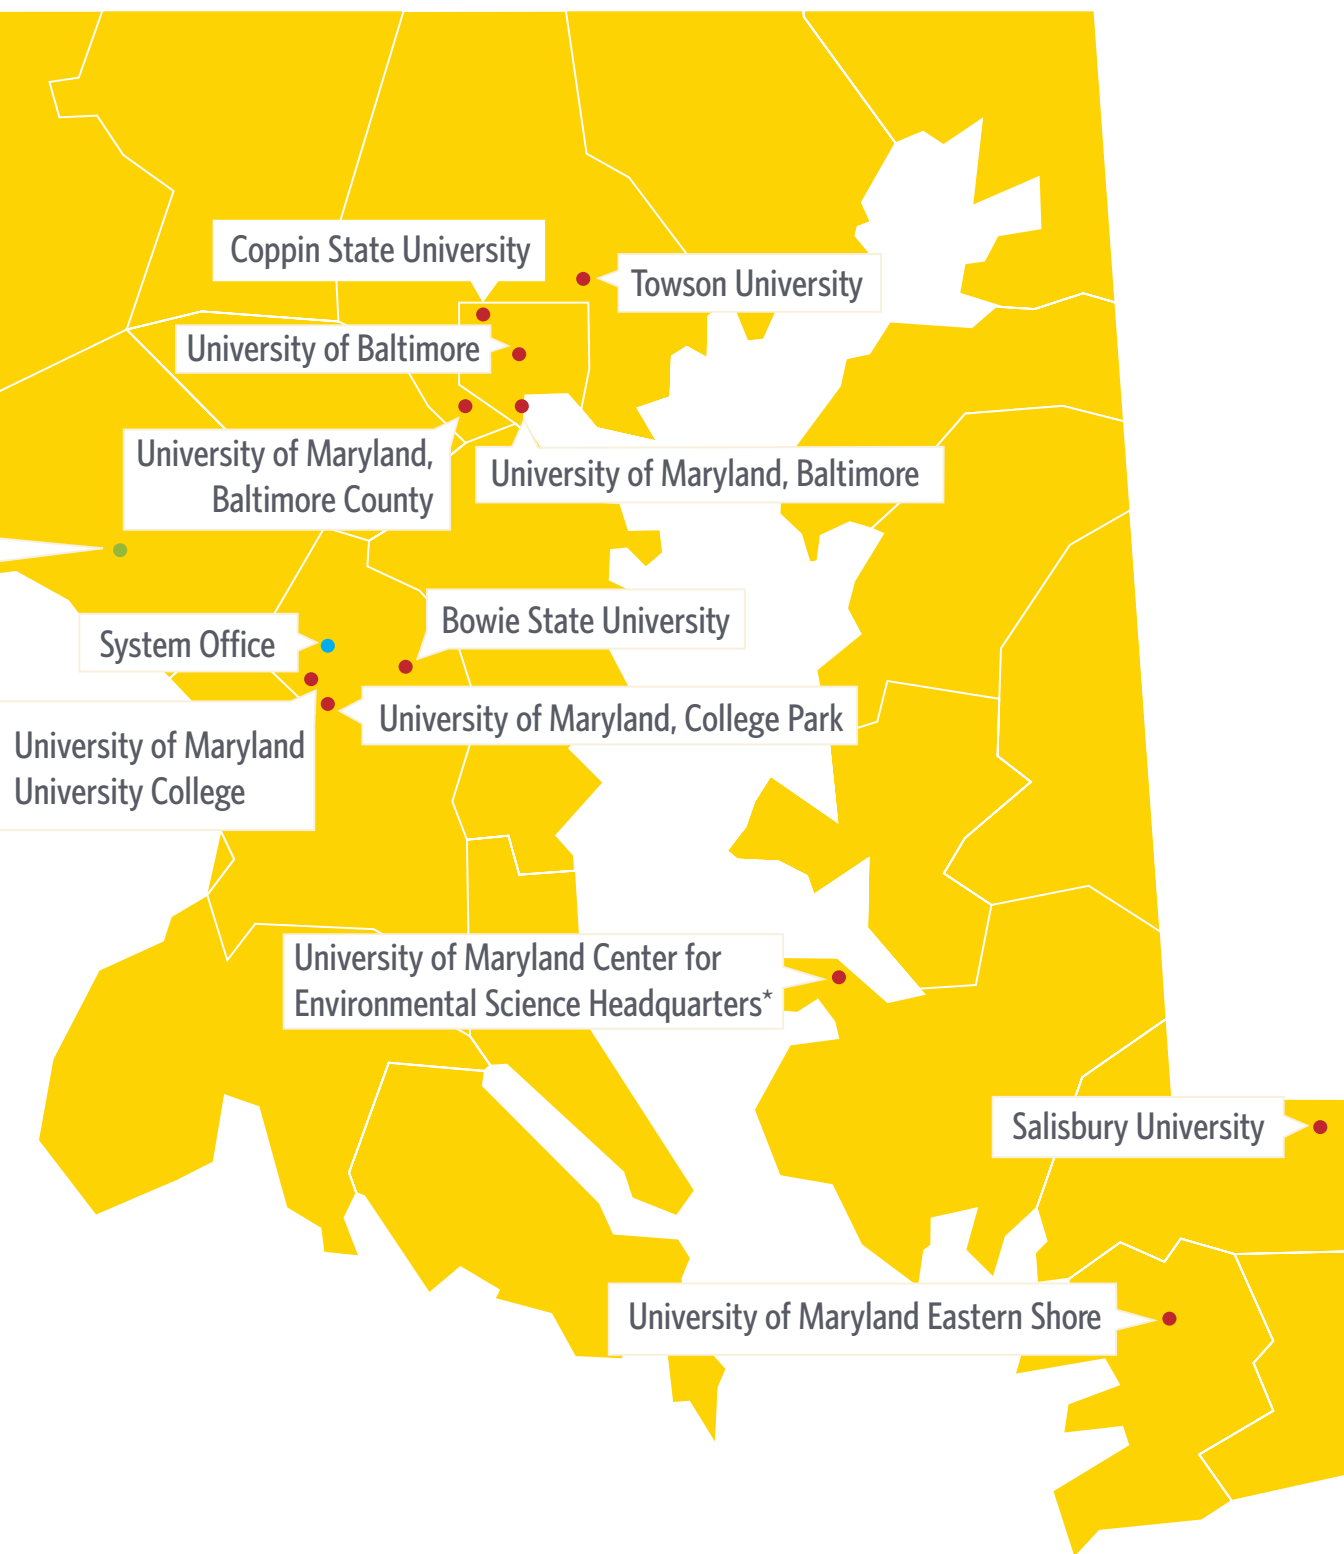 Coppin State University
Towson University
University of Baltimore
University of Maryland,
Baltimore County
University of Maryland, Baltimore
Bowie State University
System Office
University of Maryland, College Park
University of Maryland
University College
University of Maryland Center for
Environmental Science Headquarters*
Salisbury University
University of Maryland Eastern Shore